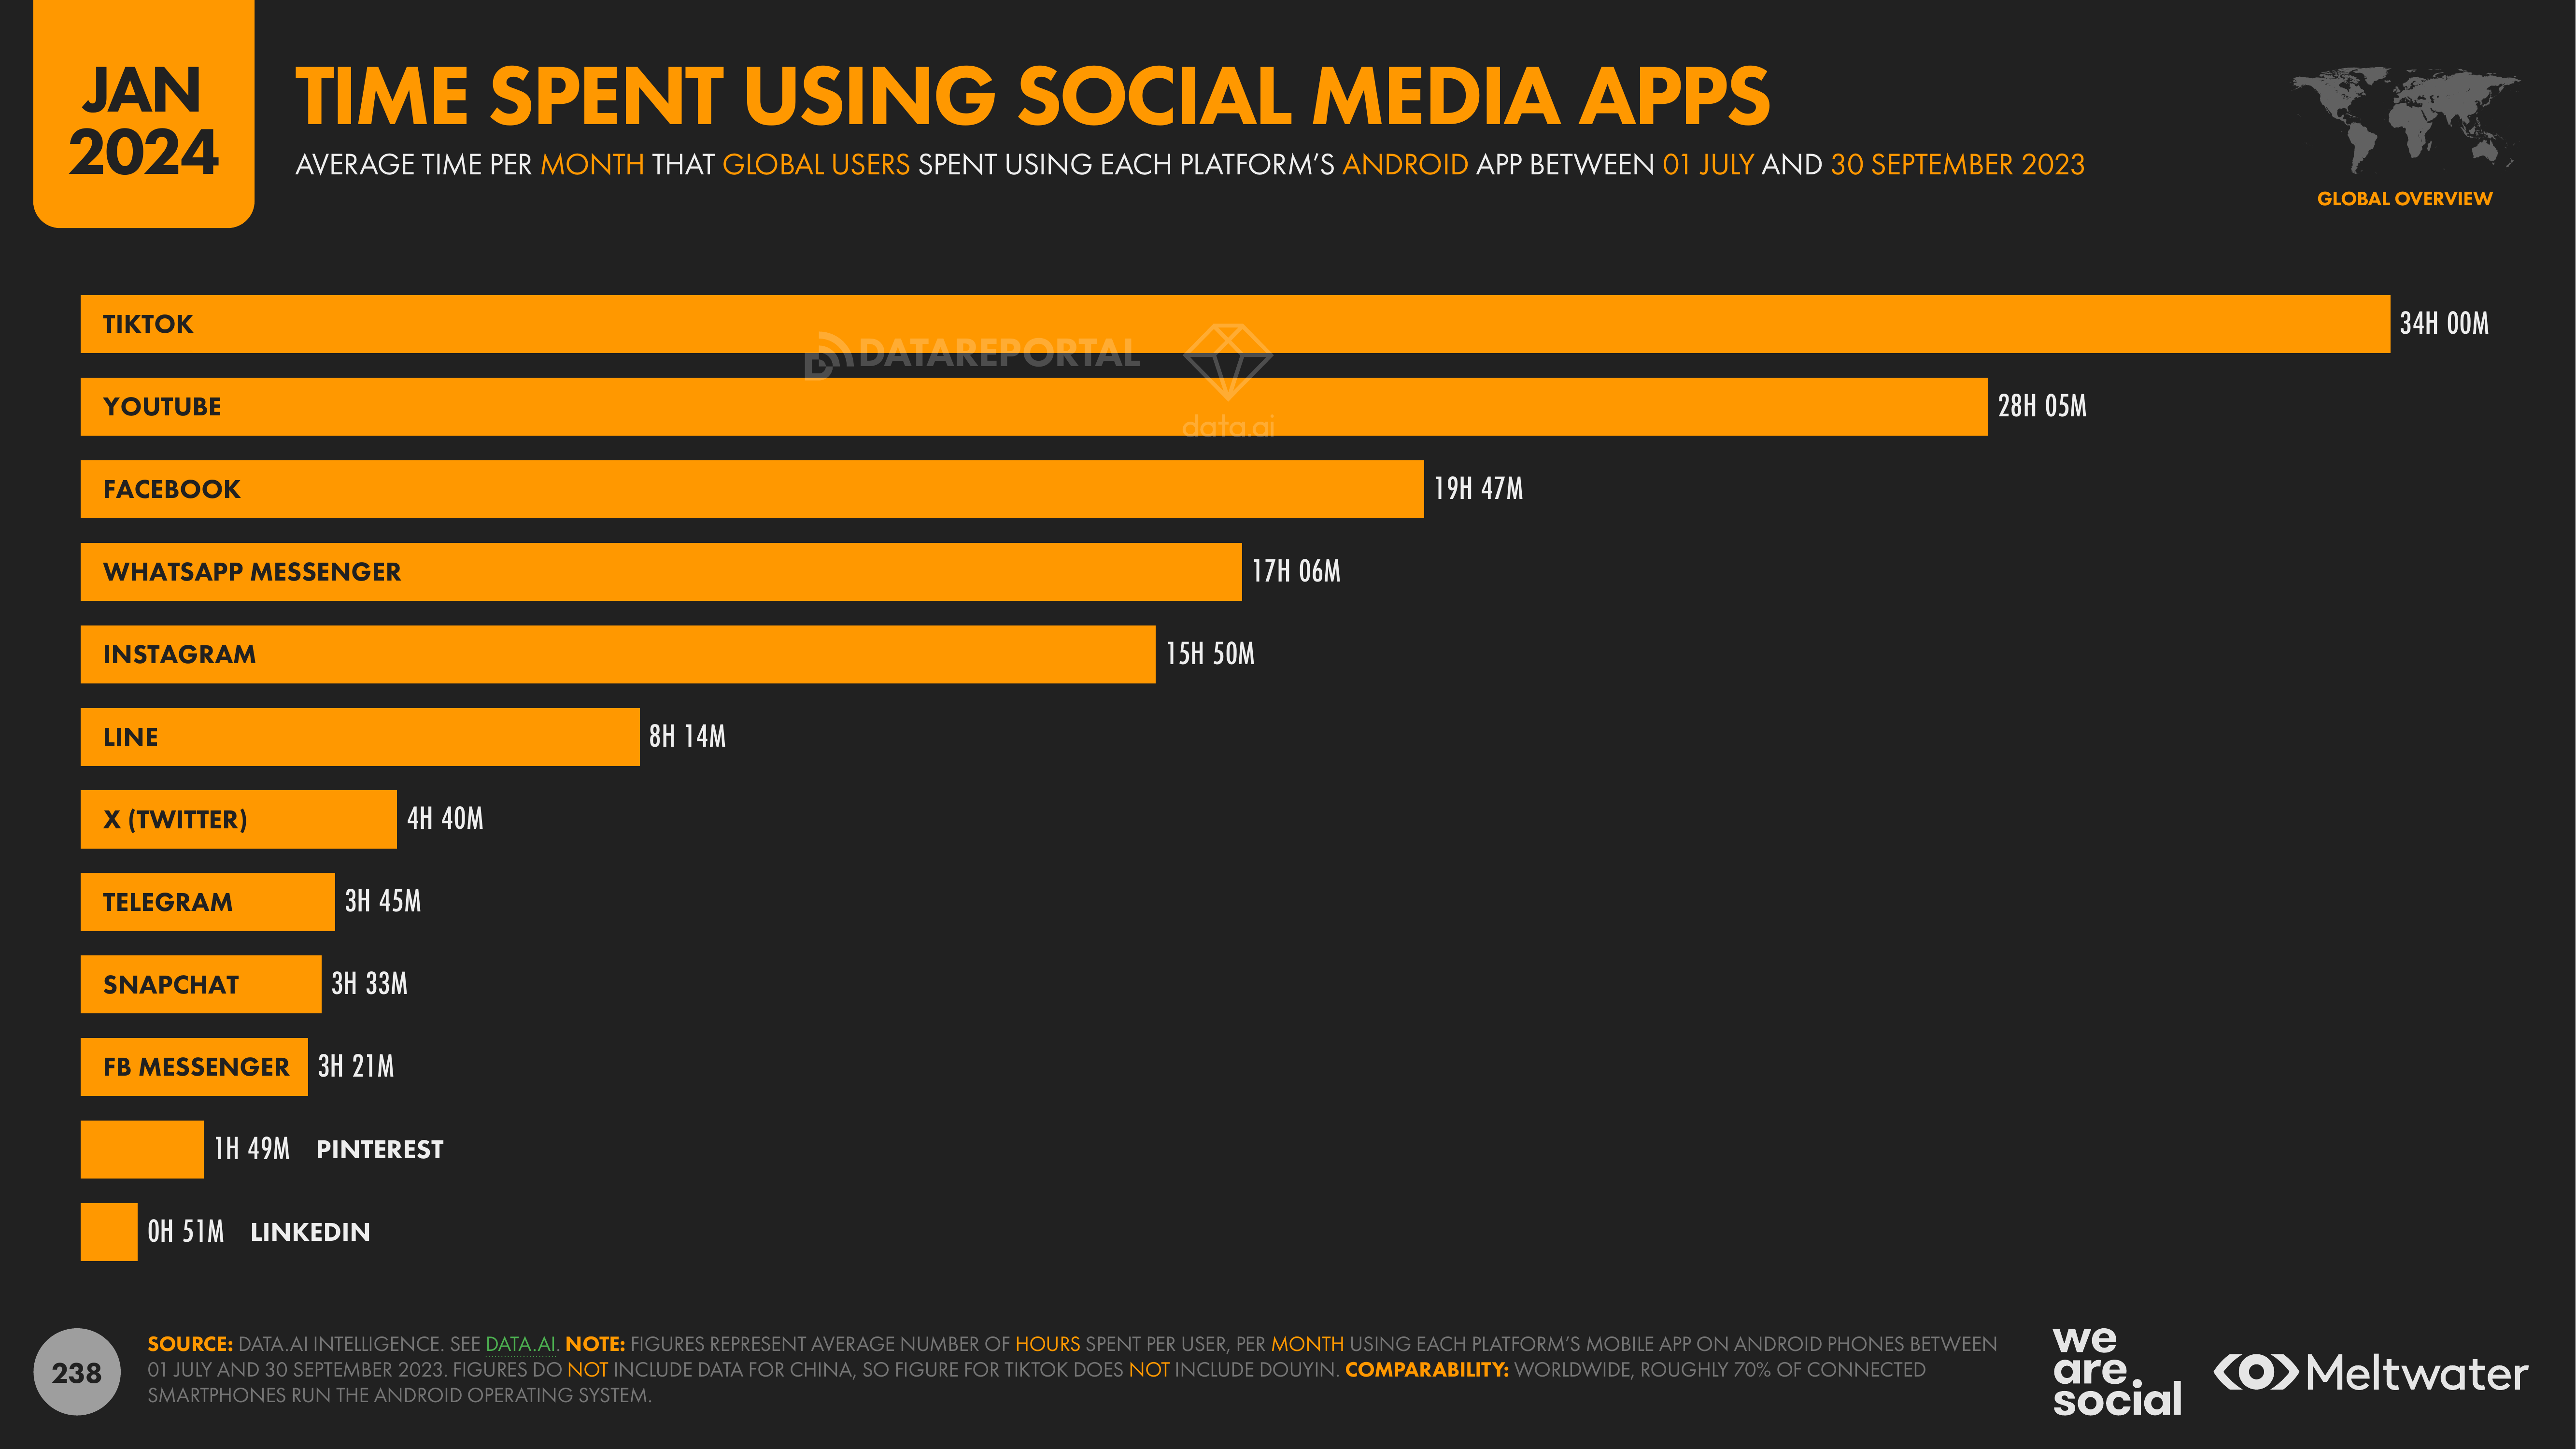 JAN
2024
TIME SPENT USING SOCIAL MEDIA APPS
AVERAGE TIME PER MONTH THAT GLOBAL USERS SPENT USING EACH PLATFORM’S ANDROID APP BETWEEN 01 JULY AND 30 SEPTEMBER 2023
GLOBAL OVERVIEW
TIKTOK 34H 00M
DATAREPORTAL
YOUTUBE 28H 05M
data.ai
FACEBOOK 19H 47M
WHATSAPP MESSENGER 17H 06M
INSTAGRAM 15H 50M
LINE 8H 14M
X (TWITTER) 4H 40M
TELEGRAM 3H 45M
SNAPCHAT 3H 33M
FB MESSENGER 3H 21M
1H 49M PINTEREST
0H 51M LINKEDIN
238
SOURCE: DATA.AI INTELLIGENCE. SEE DATA.AI. NOTE: FIGURES REPRESENT AVERAGE NUMBER OF HOURS SPENT PER USER, PER MONTH USING EACH PLATFORM’S MOBILE APP ON ANDROID PHONES BETWEEN
01 JULY AND 30 SEPTEMBER 2023. FIGURES DO NOT INCLUDE DATA FOR CHINA, SO FIGURE FOR TIKTOK DOES NOT INCLUDE DOUYIN. COMPARABILITY: WORLDWIDE, ROUGHLY 70% OF CONNECTED
SMARTPHONES RUN THE ANDROID OPERATING SYSTEM.
we
are
social
Meltwater